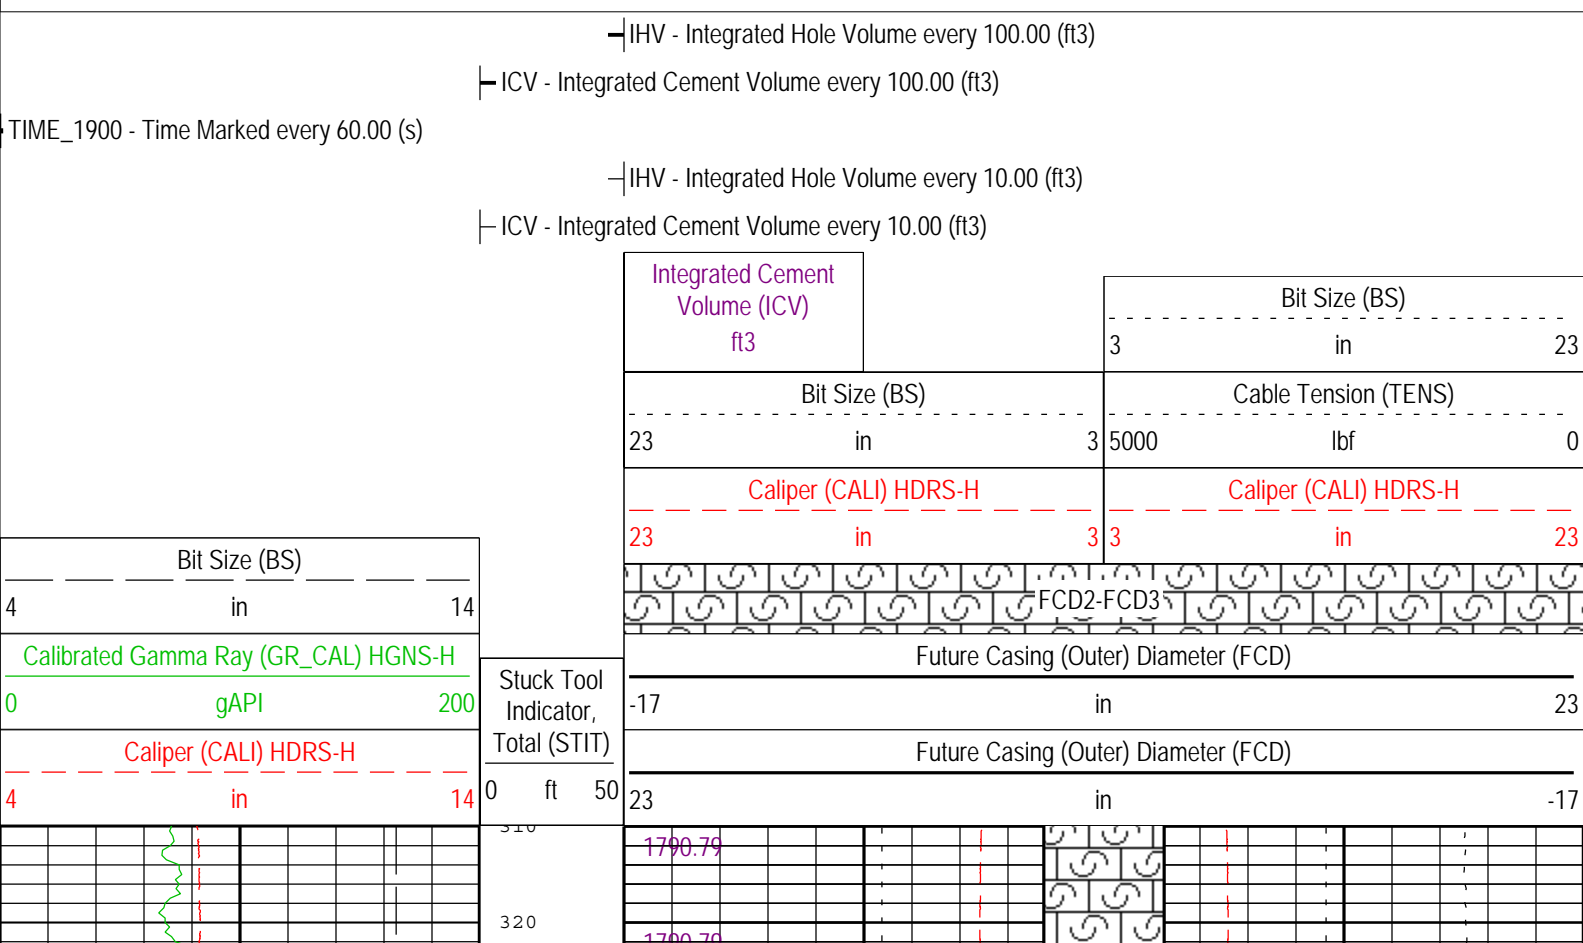 IHV - Integrated Hole Volume every 100.00 (ft3)
ICV - Integrated Cement Volume every 100.00 (ft3)
TIME_1900 - Time Marked every 60.00 (s)
IHV - Integrated Hole Volume every 10.00 (ft3)
ICV - Integrated Cement Volume every 10.00 (ft3)
Integrated Cement
Volume (ICV)
ft3
Bit Size (BS)
3 in 23
Bit Size (BS)
23 in 3
Cable Tension (TENS)
5000 lbf 0
Caliper (CALI) HDRS-H
23 in 3
Caliper (CALI) HDRS-H
3 in 23
FCD2-FCD3
Bit Size (BS)
4 in 14
Calibrated Gamma Ray (GR_CAL) HGNS-H
0 gAPI 200
Caliper (CALI) HDRS-H
4 in 14
Stuck Tool
Indicator,
Total (STIT)
0 ft 50
Future Casing (Outer) Diameter (FCD)
-17 in 23
Future Casing (Outer) Diameter (FCD)
23 in -17
310
1790.79
320
1790.79